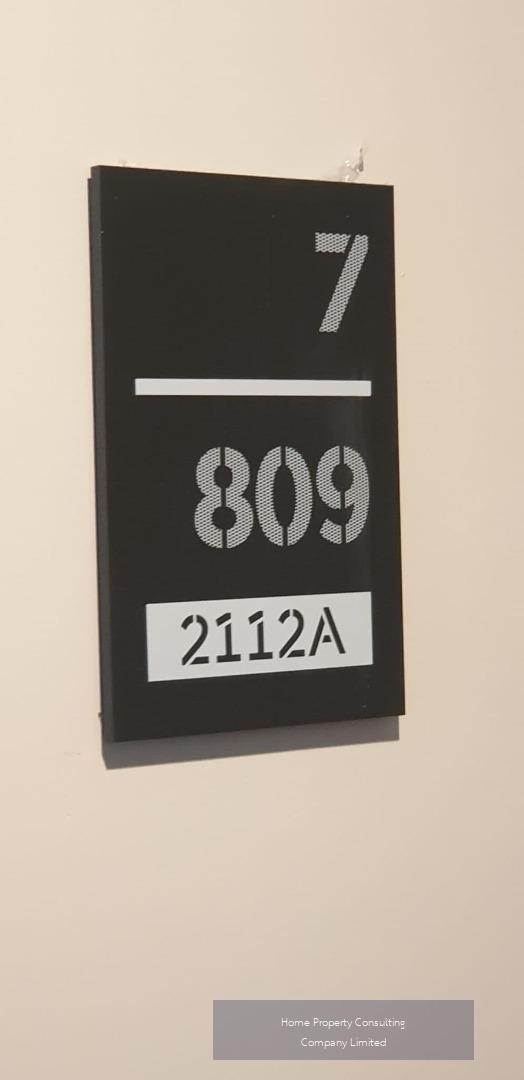 7
809
2112A
Home Property Consulting
Company Limited